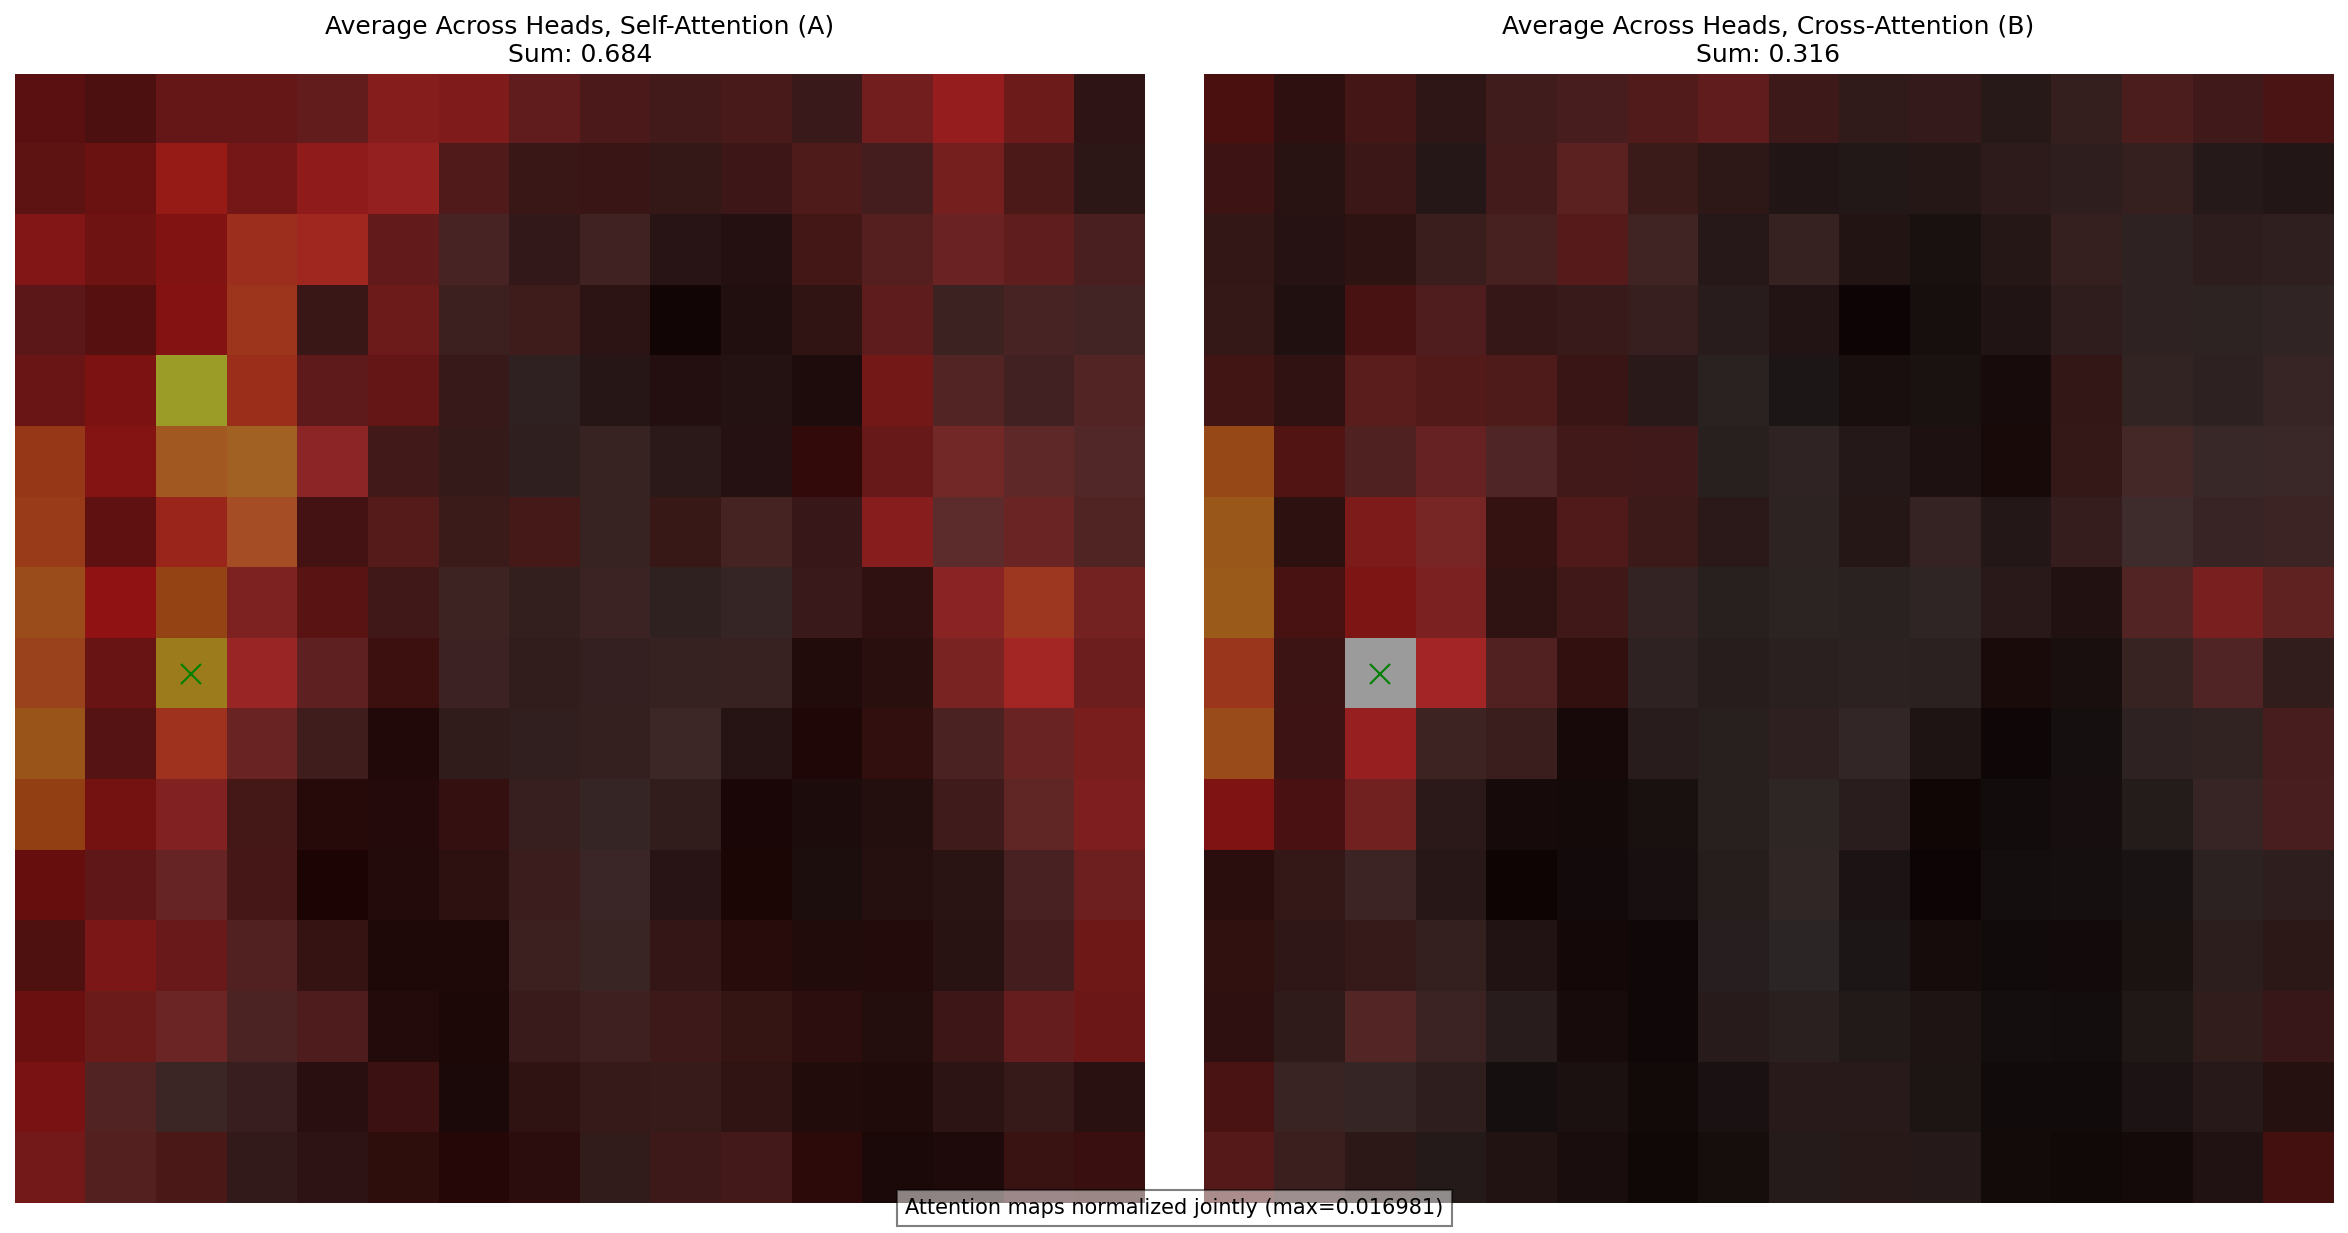 Average Across Heads, Self-Attention (A)
Sum: 0.684
Average Across Heads, Cross-Attention (B)
Sum: 0.316
Attention maps normalized jointly (max=0.016981)